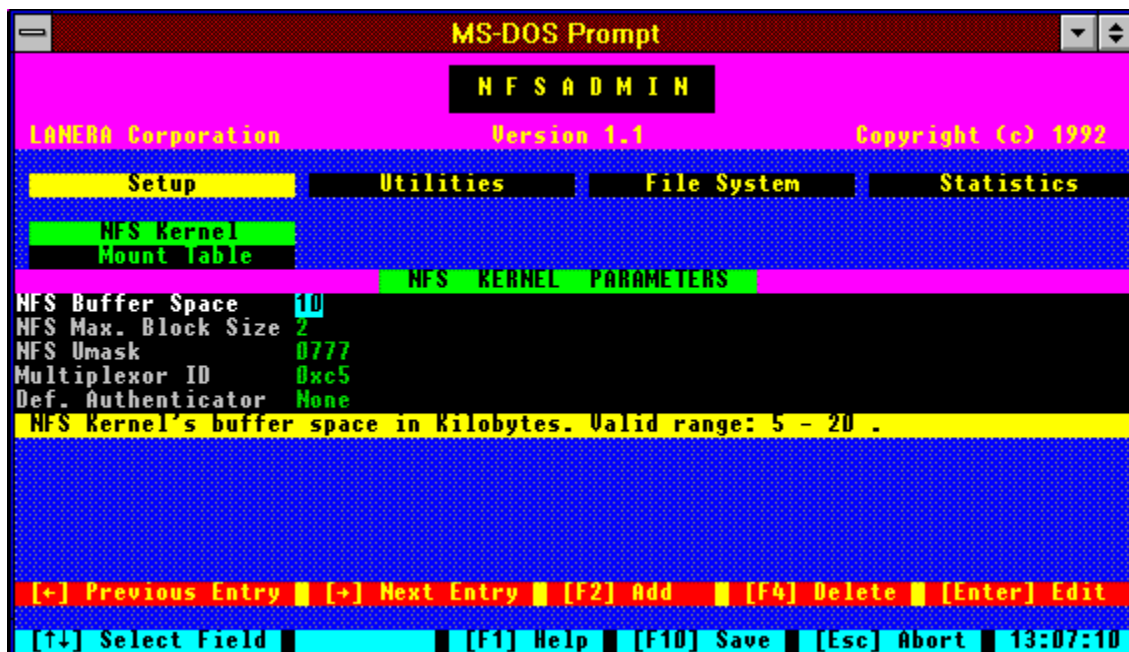 MS-DOS Prompt
N F S A D M I N
LANERA Corporation Version 1.1 Copyright (c) 1992
Setup Utilities File System Statistics
NFS Kernel
Mount Table
NFS KERNEL PARAMETERS
NFS Buffer Space 10
NFS Max. Block Size 2
NFS Umask 0777
Multiplexor ID 0xc5
Def. Authenticator None
NFS Kernel's buffer space in Kilobytes. Valid range: 5 - 20 .
[←] Previous Entry [→] Next Entry [F2] Add [F4] Delete [Enter] Edit
[↑↓] Select Field [F1] Help [F10] Save [Esc] Abort 13:07:10